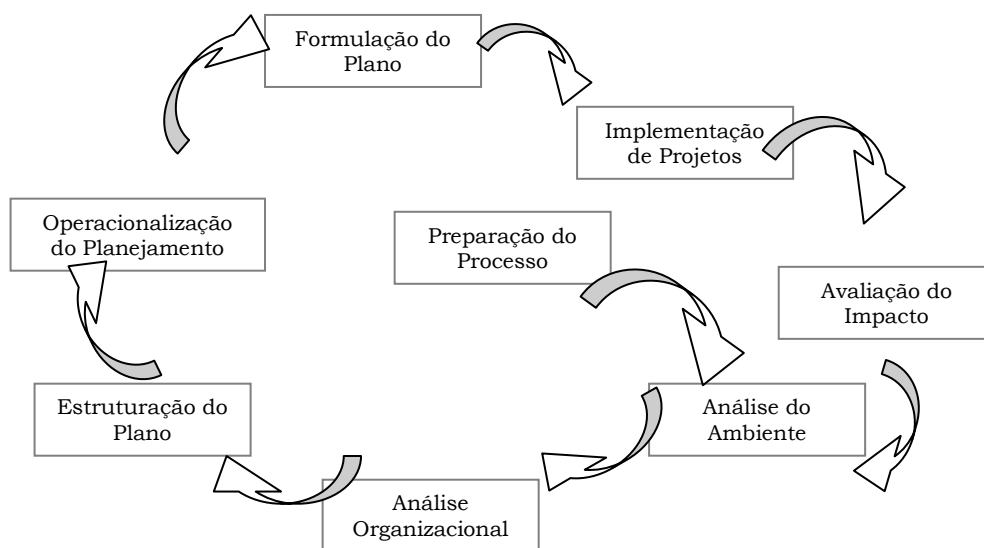 Formulação do
Plano
Implementação
de Projetos
Operacionalização
do Planejamento
Preparação do
Processo
Avaliação do
Impacto
Estruturação do
Plano
Análise do
Ambiente
Análise
Organizacional